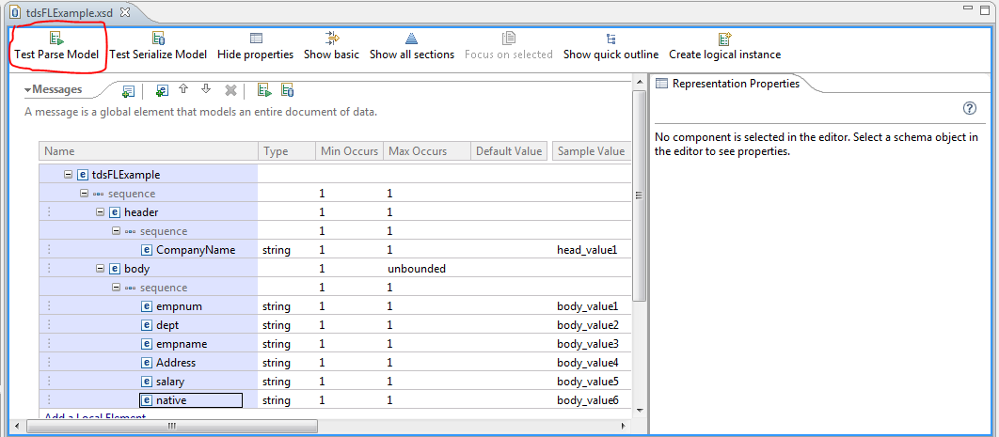 tdsFLExample.xsd
Test Parse Model Test Serialize Model Hide properties Show basic Show all sections Focus on selected Show quick outline Create logical instance
Messages
A message is a global element that models an entire document of data.
Name Type Min Occurs Max Occurs Default Value Sample Value
tdsFLExample
sequence 1 1
header 1 1
sequence 1 1
CompanyName string 1 1 head_value1
body 1 unbounded
sequence 1 1
empnum string 1 1 body_value1
dept string 1 1 body_value2
empname string 1 1 body_value3
Address string 1 1 body_value4
salary string 1 1 body_value5
native string 1 1 body_value6
Add a Local Element
Representation Properties
No component is selected in the editor. Select a schema object in
the editor to see properties.